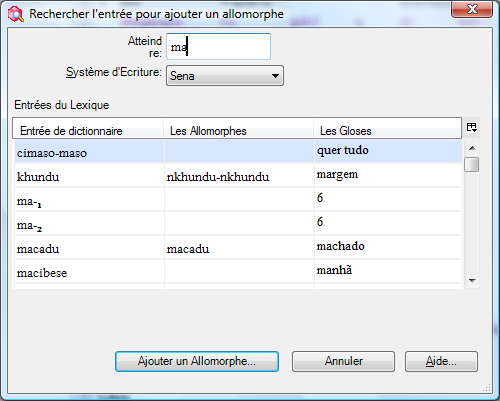 Rechercher l'entrée pour ajouter un allomorphe
Atteind
re:
ma
Système d'Ecriture:
Sena
Entrées du Lexique
Entrée de dictionnaire Les Allomorphes Les Gloses
cimaso-maso quer tudo
khundu nkhundu-nkhundu margem
ma-₁ 6
ma-₂ 6
macadu macadu machado
macibese manhã
Ajouter un Allomorphe... Annuler Aide...